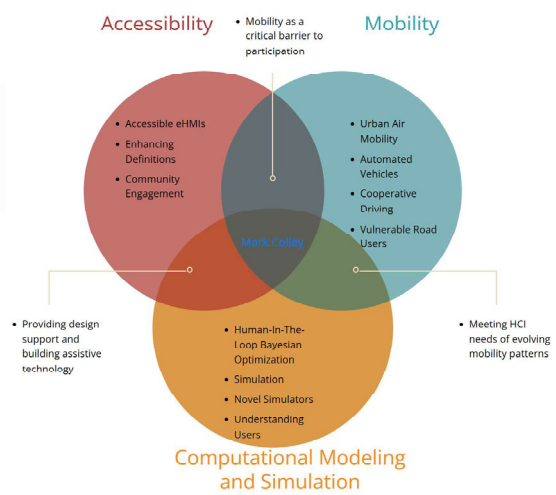 Accessibility
• Mobility as a
critical barrier to
participation
Mobility
• Accessible eHMIs
• Enhancing
Definitions
• Community
Engagement
• Urban Air
Mobility
• Automated
Vehicles
• Cooperative
Driving
• Vulnerable Road
Users
Mark Colley
• Providing design
support and
building assistive
technology
• Human-In-The-
Loop Bayesian
Optimization
• Simulation
• Novel Simulators
• Understanding
Users
• Meeting HCI
needs of evolving
mobility patterns
Computational Modeling
and Simulation